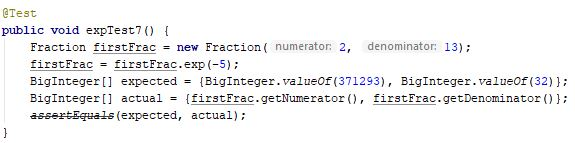 @Test
public void expTest7() {
    Fraction firstFrac = new Fraction( numerator: 2, denominator: 13);
    firstFrac = firstFrac.exp(-5);
    BigInteger[] expected = {BigInteger.valueOf(371293), BigInteger.valueOf(32)};
    BigInteger[] actual = {firstFrac.getNumerator(), firstFrac.getDenominator()};
    assertEquals(expected, actual);
}